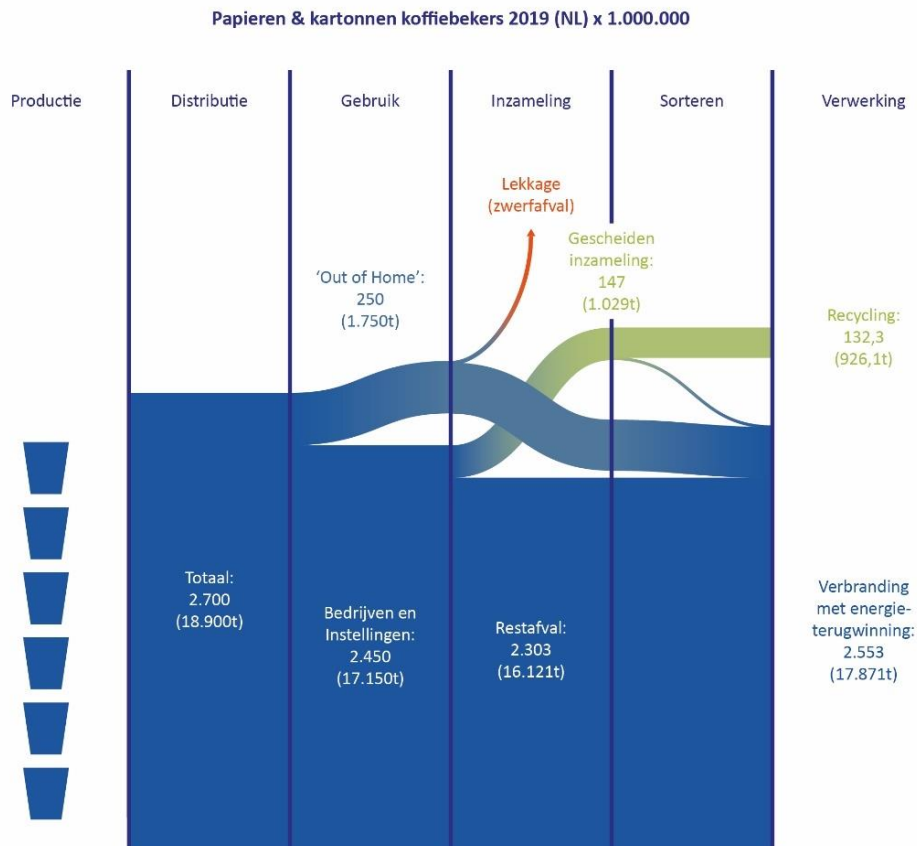 Papieren & kartonnen koffiebekers 2019 (NL) x 1.000.000
Productie
Distributie
Gebruik
Inzameling
Sorteren
Verwerking
Lekkage
(zwerfafval)
Gescheiden
inzameling:
147
(1.029t)
'Out of Home':
250
(1.750t)
Recycling:
132,3
(926,1t)
Totaal:
2.700
(18.900t)
Bedrijven en
Instellingen:
2.450
(17.150t)
Restafval:
2.303
(16.121t)
Verbranding
met energie-
terugwinning:
2.553
(17.871t)